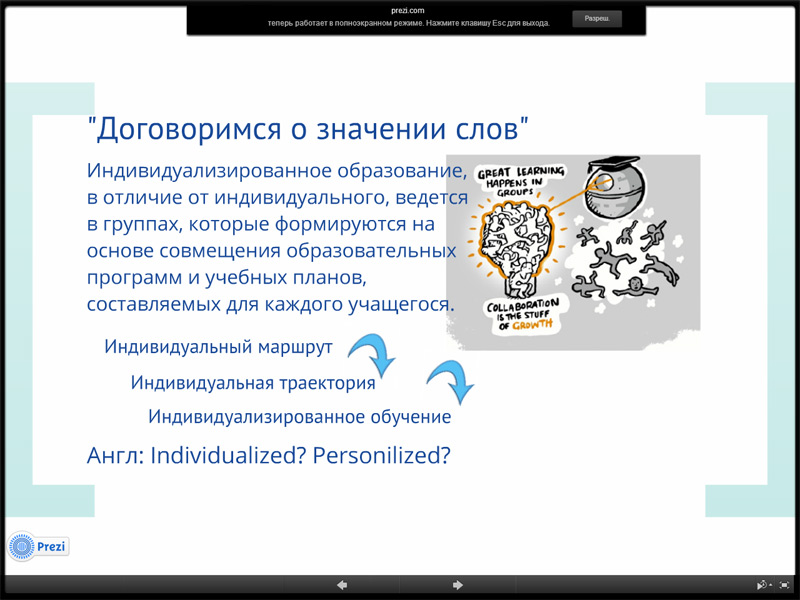 prezi.com
теперь работает в полноэкранном режиме. Нажмите клавишу Esc для выхода.
Разреш.
"Договоримся о значении слов"
Индивидуализированное образование,
в отличие от индивидуального, ведется
в группах, которые формируются на
основе совмещения образовательных
программ и учебных планов,
составляемых для каждого учащегося.
GREAT LEARNING
HAPPENS IN
GROUPS
COLLABORATION
IS THE STUFF
OF GROWTH
Индивидуальный маршрут
Индивидуальная траектория
Индивидуализированное обучение
Англ: Individualized? Personilized?
Prezi